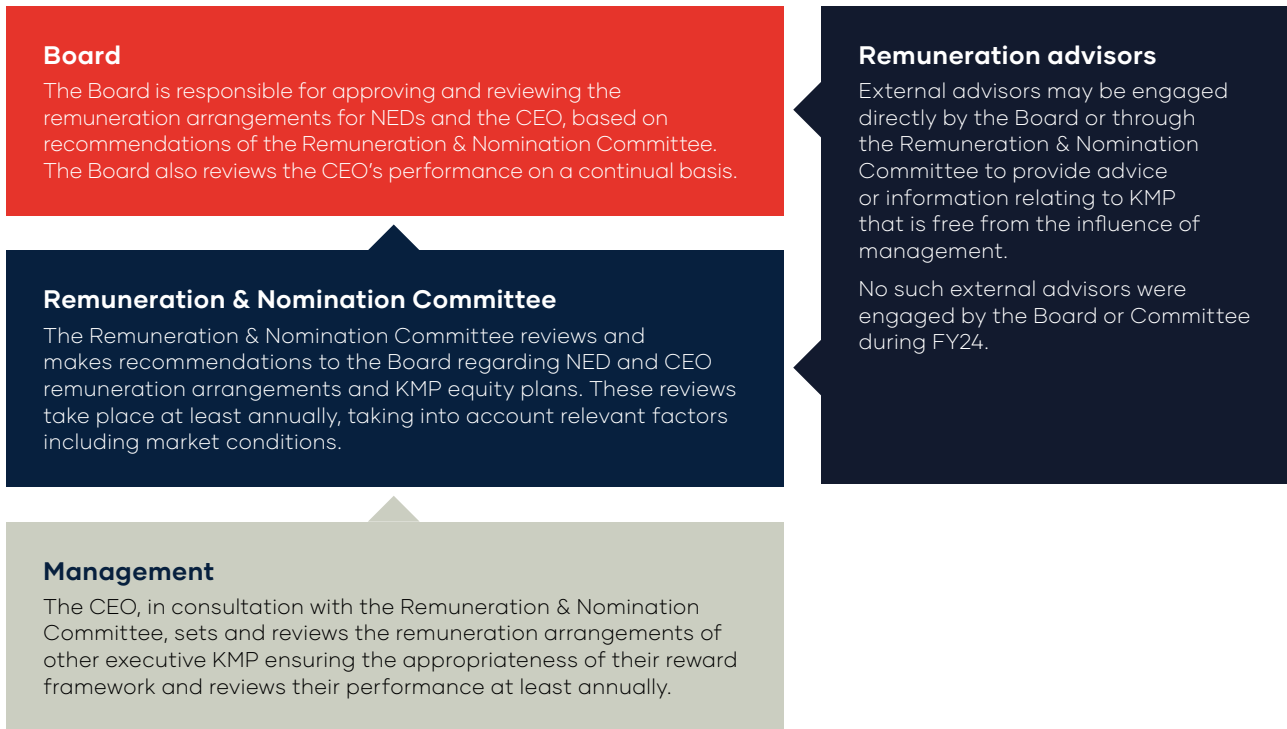 Board
The Board is responsible for approving and reviewing the
remuneration arrangements for NEDs and the CEO, based on
recommendations of the Remuneration & Nomination Committee.
The Board also reviews the CEO’s performance on a continual basis.
Remuneration & Nomination Committee
The Remuneration & Nomination Committee reviews and
makes recommendations to the Board regarding NED and CEO
remuneration arrangements and KMP equity plans. These reviews
take place at least annually, taking into account relevant factors
including market conditions.
Management
The CEO, in consultation with the Remuneration & Nomination
Committee, sets and reviews the remuneration arrangements of
other executive KMP ensuring the appropriateness of their reward
framework and reviews their performance at least annually.
Remuneration advisors
External advisors may be engaged
directly by the Board or through
the Remuneration & Nomination
Committee to provide advice
or information relating to KMP
that is free from the influence of
management.
No such external advisors were
engaged by the Board or Committee
during FY24.